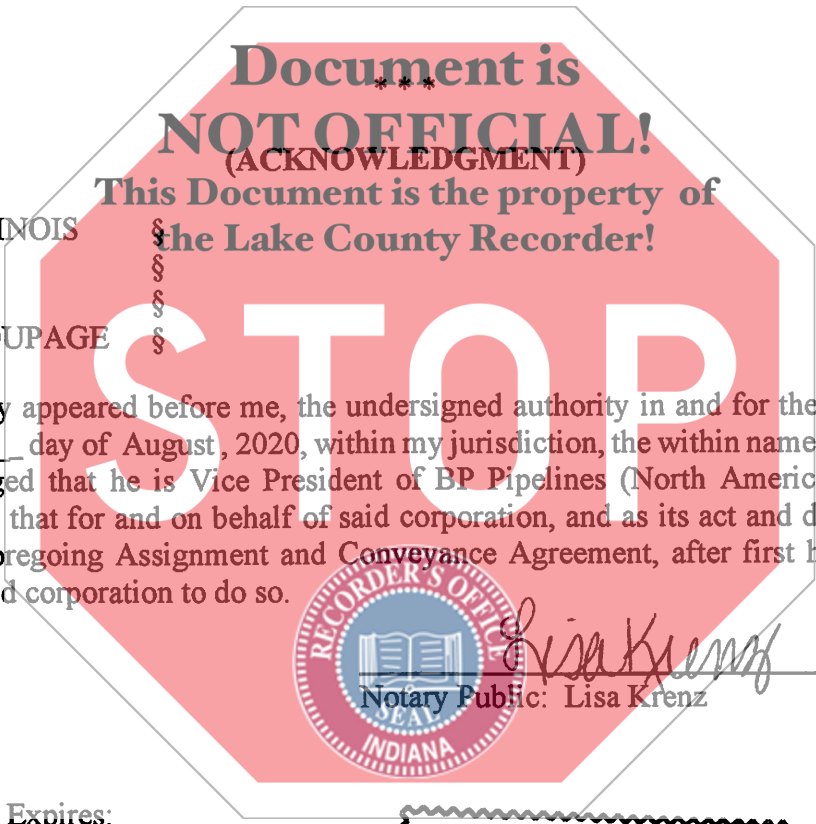 Document is
* * *
NOT OFFICIAL!
(ACKNOWLEDGMENT)
This Document is the property of
INOIS §
the Lake County Recorder!
§
§
UPAGE §
STOP
y appeared before me, the undersigned authority in and for the
_ day of August , 2020, within my jurisdiction, the within name
ged that he is Vice President of BP Pipelines (North Americ
that for and on behalf of said corporation, and as its act and d
regoing Assignment and Conveyance Agreement, after first h
d corporation to do so.
RECORDER'S OFFICE
SEAL
INDIANA
Lisa Krenz
Notary Public: Lisa Krenz
Expires: